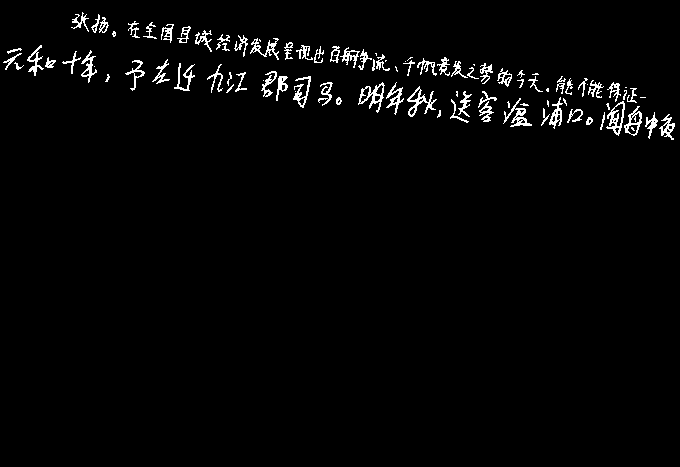 张扬。在全国县域经济发展呈现出百舸争流、千帆竞发之势的今天,能不能保证一
元和十年,予左迁九江郡司马。明年秋,送客湓浦口。闻舟中夜